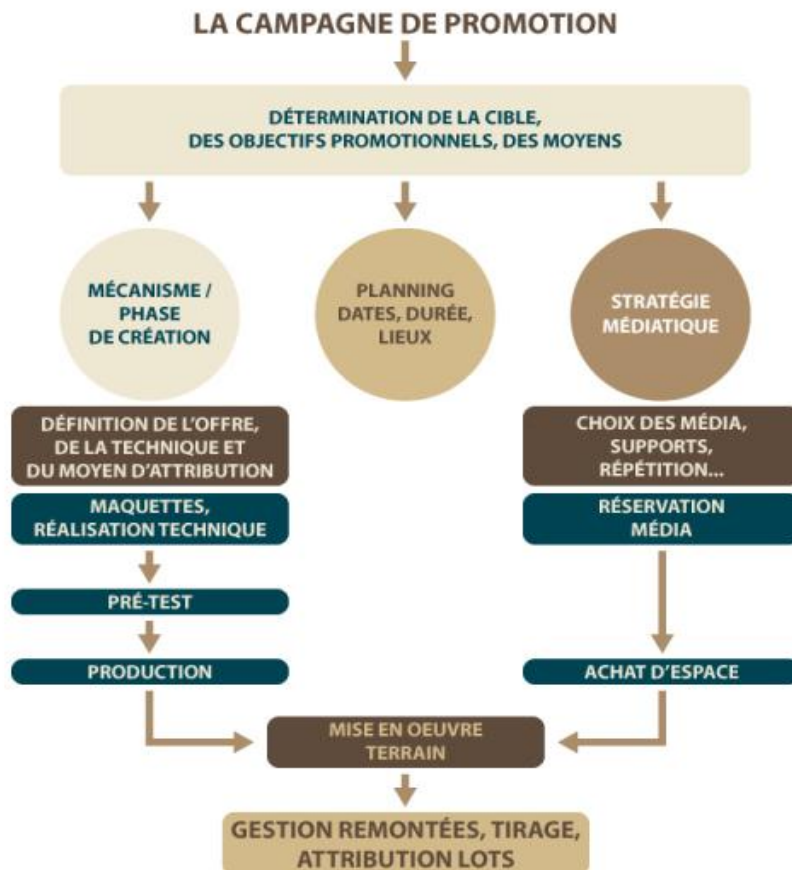 LA CAMPAGNE DE PROMOTION
DÉTERMINATION DE LA CIBLE,
DES OBJECTIFS PROMOTIONNELS, DES MOYENS
MÉCANISME /
PHASE
DE CRÉATION
PLANNING
DATES, DURÉE,
LIEUX
STRATÉGIE
MÉDIATIQUE
DÉFINITION DE L'OFFRE,
DE LA TECHNIQUE ET
DU MOYEN D'ATTRIBUTION
CHOIX DES MÉDIA,
SUPPORTS,
RÉPÉTITION...
MAQUETTES,
RÉALISATION TECHNIQUE
RÉSERVATION
MÉDIA
PRÉ-TEST
PRODUCTION
ACHAT D'ESPACE
MISE EN OEUVRE
TERRAIN
GESTION REMONTÉES, TIRAGE,
ATTRIBUTION LOTS